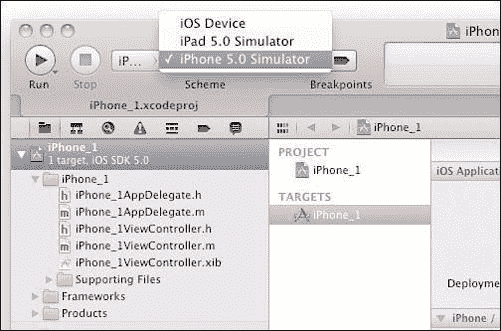 iOS Device
iPad 5.0 Simulator
✓ iPhone 5.0 Simulator
iPhone_1
iP...
Run
Stop
Scheme
Breakpoints
iPhone_1.xcodeproj
iPhone_1
iPhone_1
1 target, iOS SDK 5.0
iPhone_1
h iPhone_1AppDelegate.h
m iPhone_1AppDelegate.m
h iPhone_1ViewController.h
m iPhone_1ViewController.m
iPhone_1ViewController.xib
Supporting Files
Frameworks
Products
PROJECT
iPhone_1
TARGETS
iPhone_1
iOS Applicatio
Deployme
iPhone /